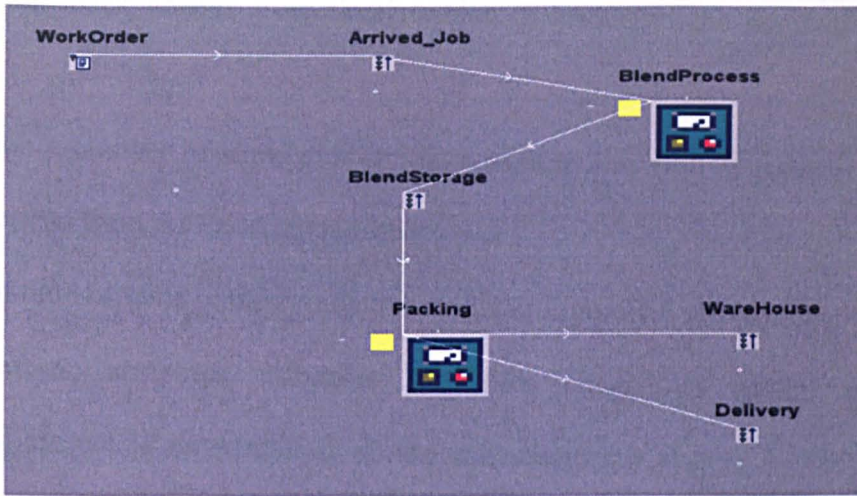 WorkOrder
Arrived_Job
BlendProcess
BlendStorage
Packing
WareHouse
Delivery